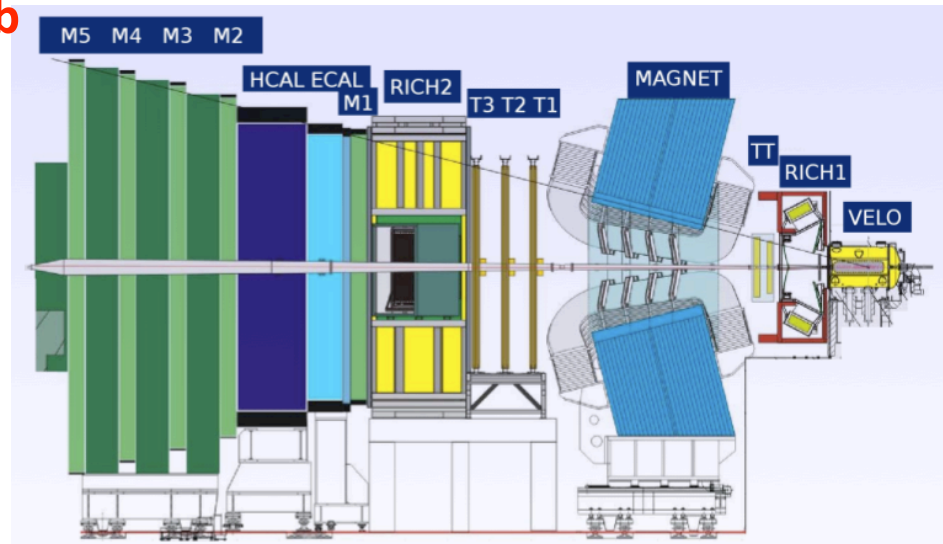 b
M5 M4 M3 M2
HCAL ECAL
M1
RICH2
T3 T2 T1
MAGNET
TT
RICH1
VELO